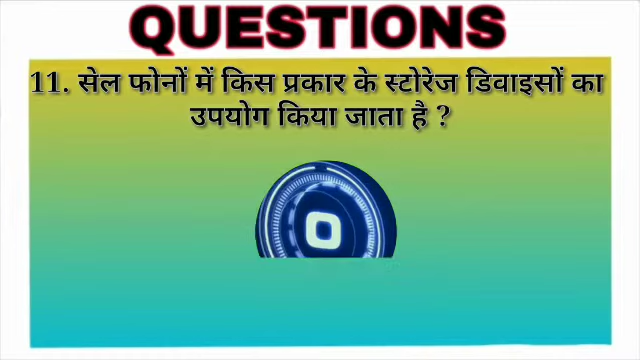 QUESTIONS
11. सेल फोनों में किस प्रकार के स्टोरेज डिवाइसों का
उपयोग किया जाता है ?
0